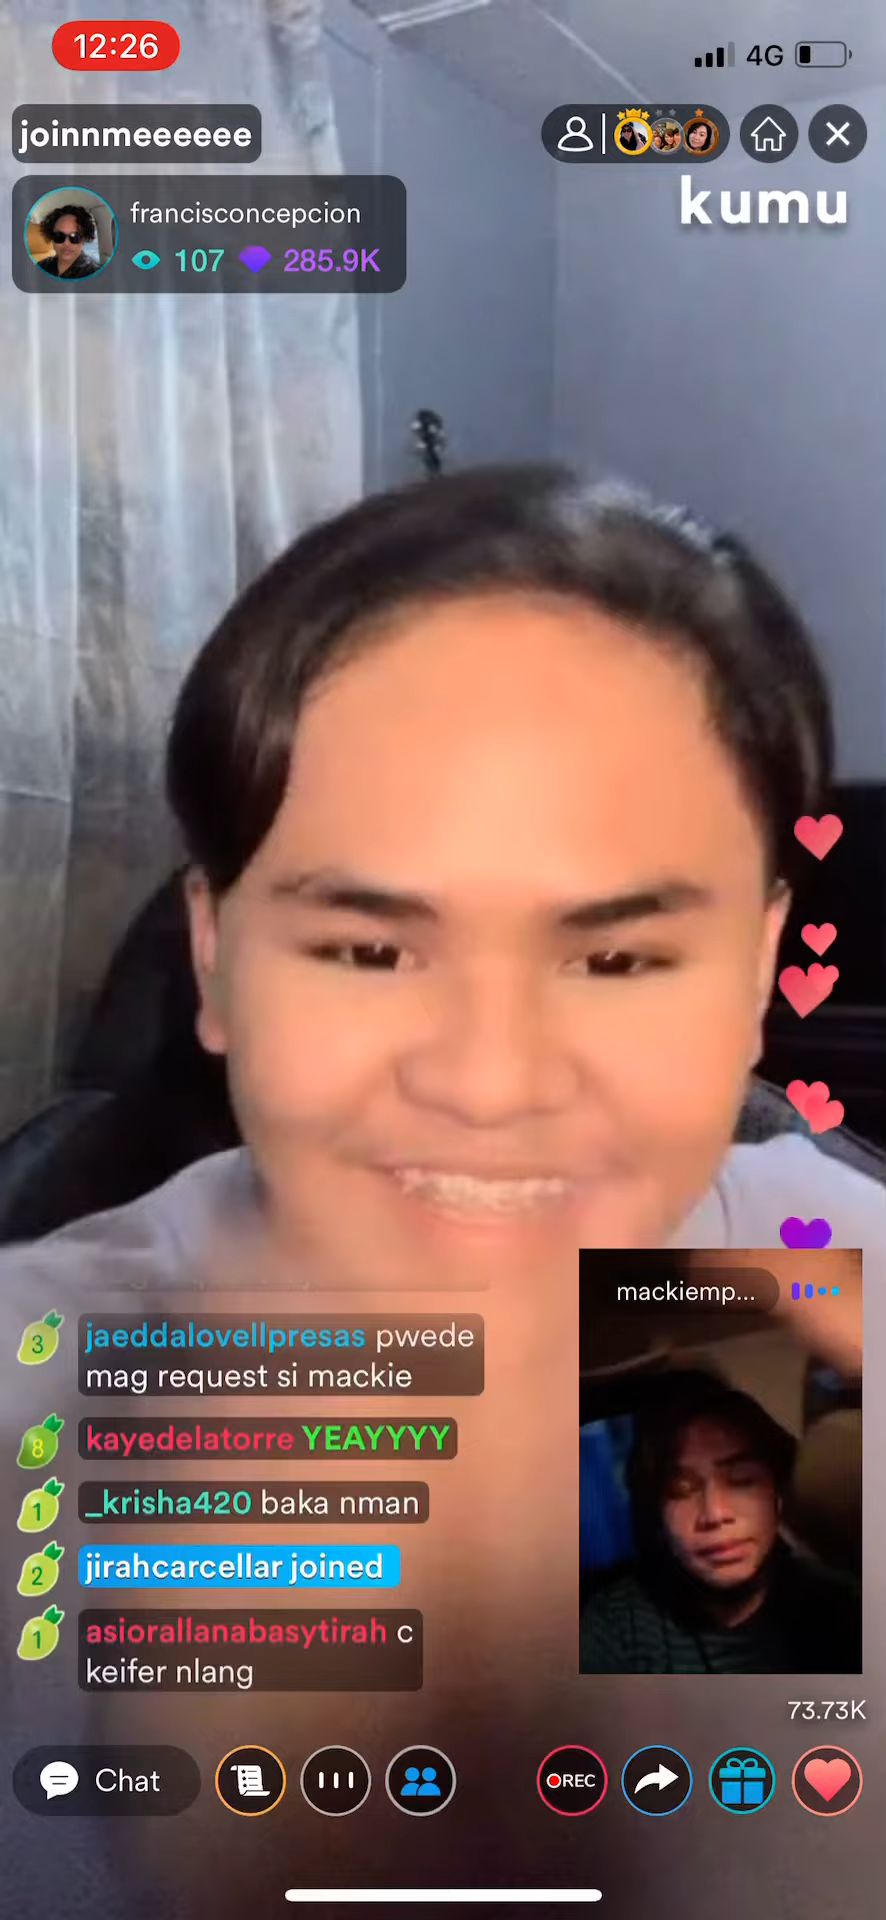 12:26
4G
joinnmeeeeee
francisconcepcion
107 285.9K
kumu
mackiemp...
3 jaeddalovellpresas pwede
mag request si mackie
8 kayedelatorre YEAYYYY
1 _krisha420 baka nman
2 jirahcarcellar joined
1 asiorallanabasytirah c
keifer nlang
73.73K
Chat
REC